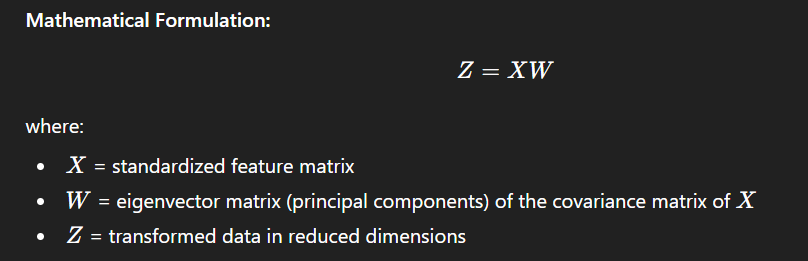 Mathematical Formulation:
Z = XW
where:
• X = standardized feature matrix
• W = eigenvector matrix (principal components) of the covariance matrix of X
• Z = transformed data in reduced dimensions